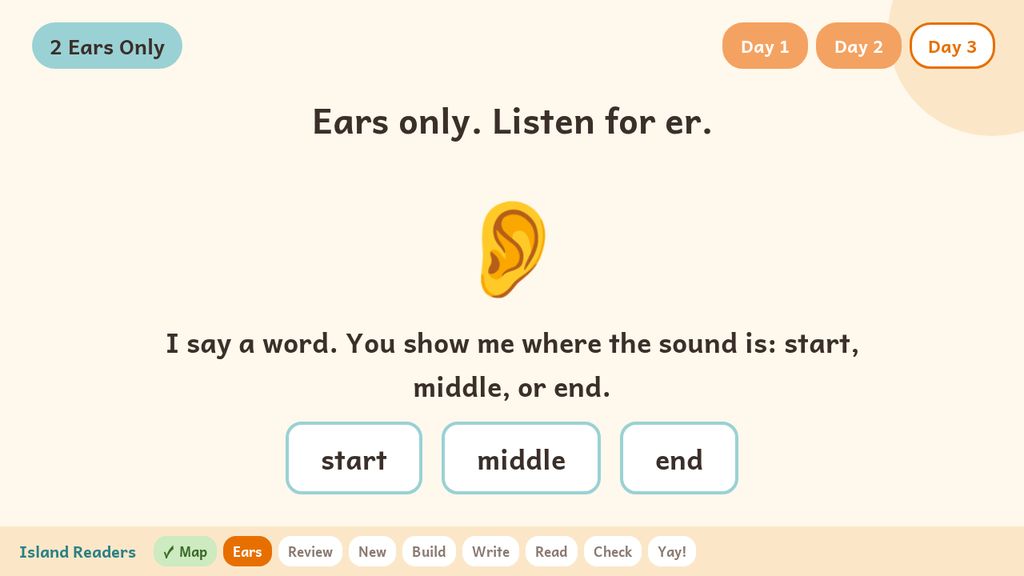 2 Ears Only
Day 1
Day 2
Day 3
Ears only. Listen for er.
I say a word. You show me where the sound is: start,
middle, or end.
start
middle
end
Island Readers
✓ Map
Ears
Review
New
Build
Write
Read
Check
Yay!